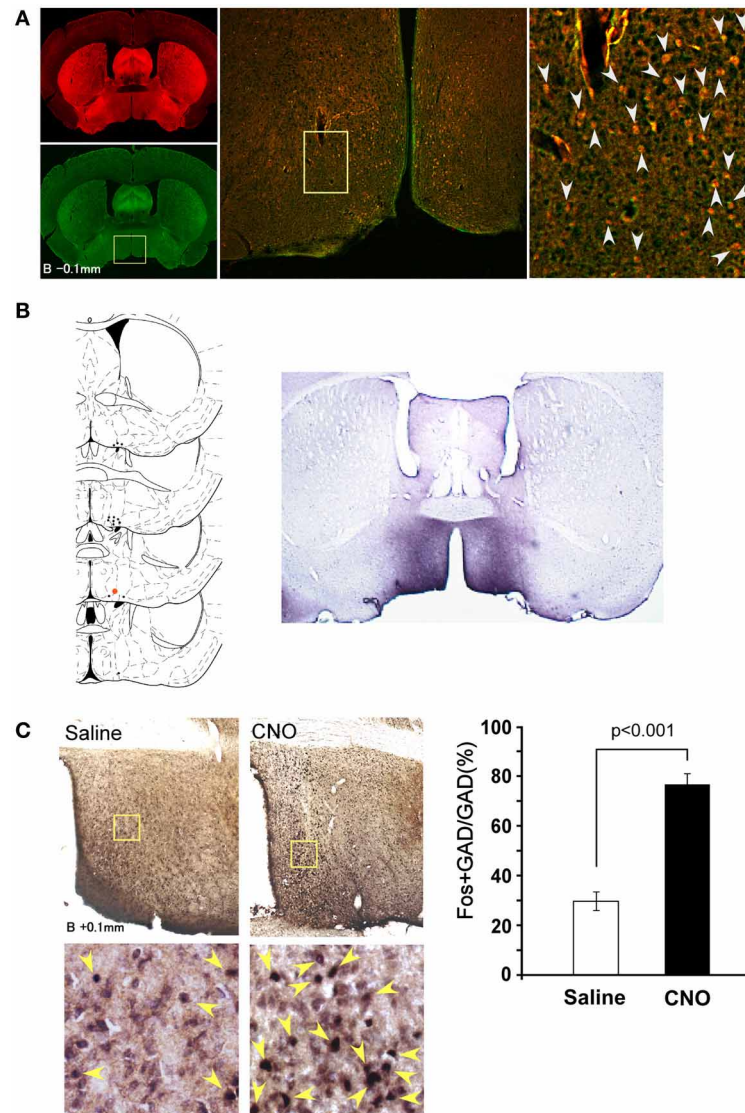 A
B −0.1mm
B
C
Saline
CNO
B +0.1mm
Fos+GAD/GAD(%)
100
80
60
40
20
0
p<0.001
Saline
CNO